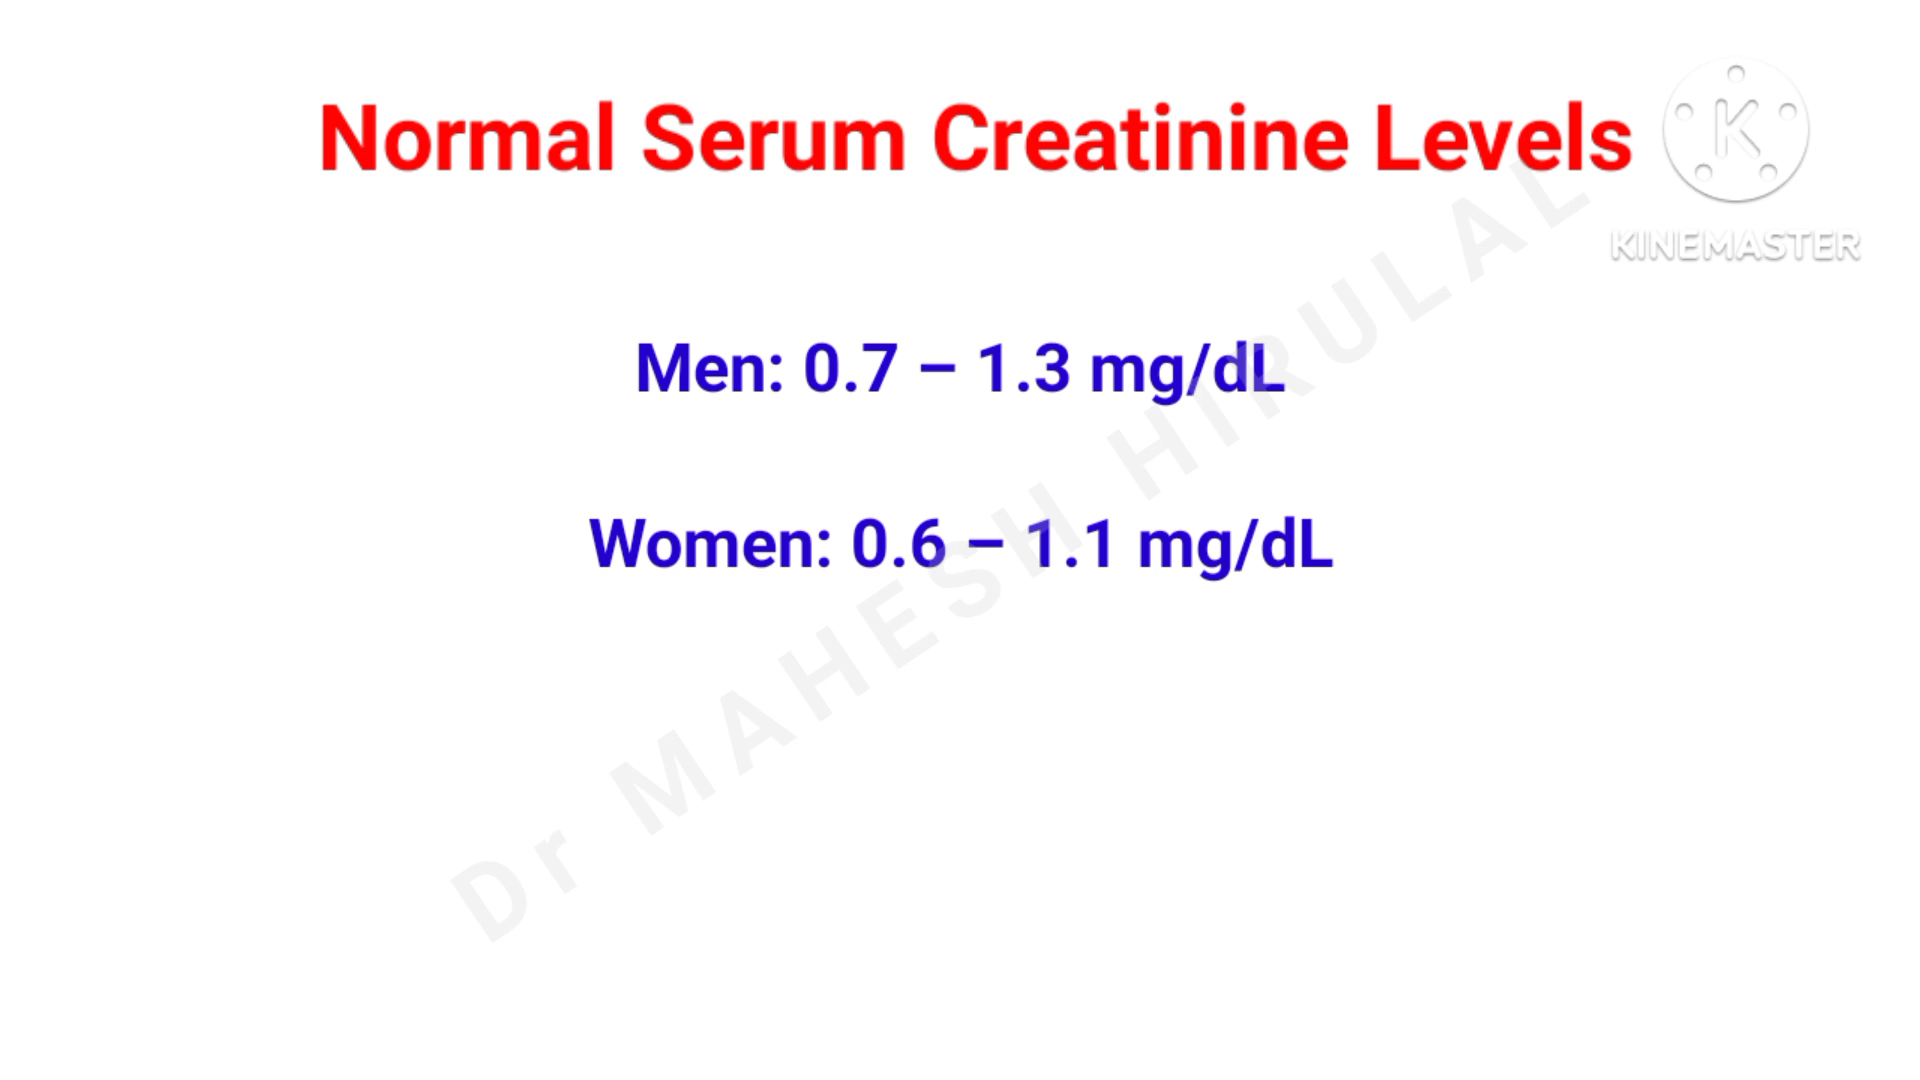 Normal Serum Creatinine Levels
KINEMASTER
Men: 0.7 – 1.3 mg/dL
Women: 0.6 – 1.1 mg/dL
Dr MAHESH HIRULAL